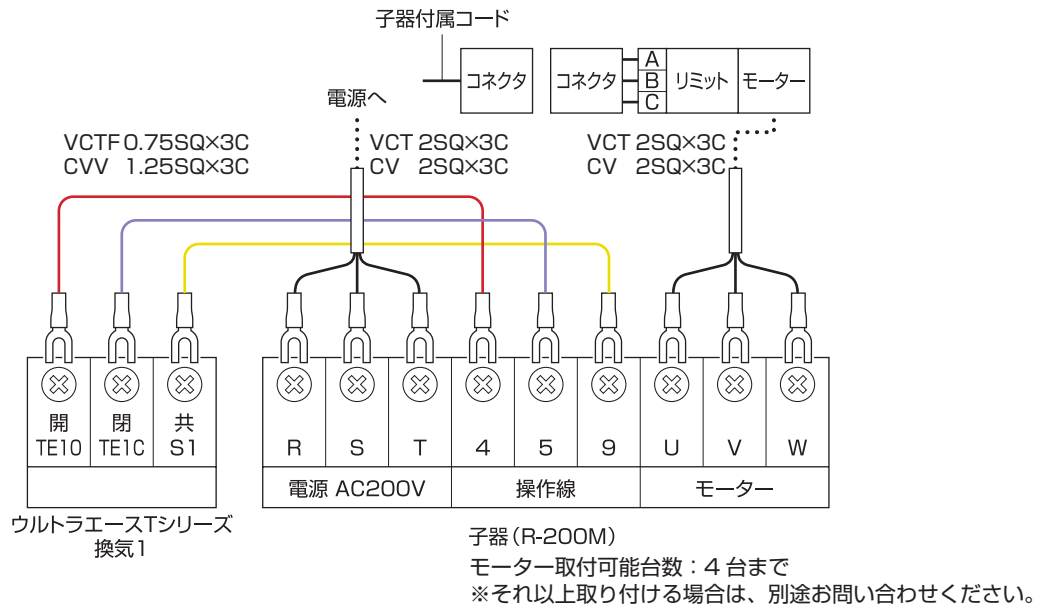 子器付属コード
コネクタ
コネクタ
A
B
C
リミット
モーター
電源へ
VCTF 0.75SQ×3C
CVV 1.25SQ×3C
VCT 2SQ×3C
CV 2SQ×3C
VCT 2SQ×3C
CV 2SQ×3C
開
TE10
閉
TE1C
共
S1
R
S
T
4
5
9
U
V
W
電源 AC200V
操作線
モーター
ウルトラエースTシリーズ
換気1
子器(R-200M)
モーター取付可能台数：4 台まで
※それ以上取り付ける場合は、別途お問い合わせください。